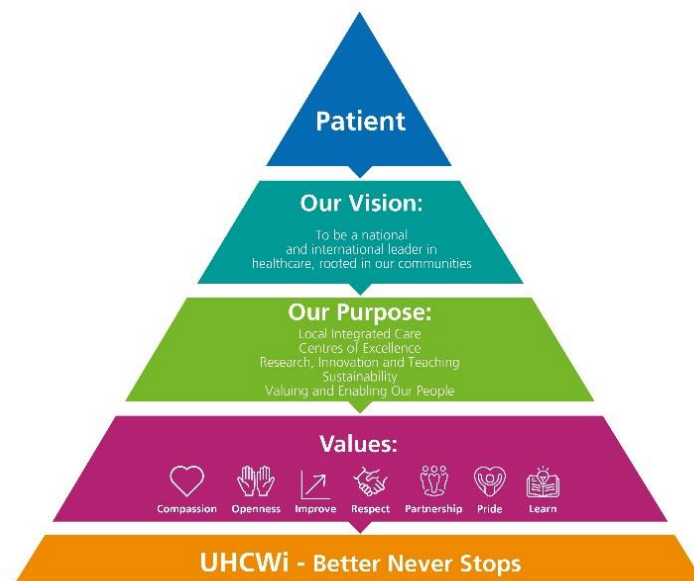 Patient
Our Vision:
To be a national
and international leader in
healthcare, rooted in our communities
Our Purpose:
Local Integrated Care
Centres of Excellence
Research, Innovation and Teaching
Sustainability
Valuing and Enabling Our People
Values:
Compassion Openness Improve Respect Partnership Pride Learn
UHCWi - Better Never Stops